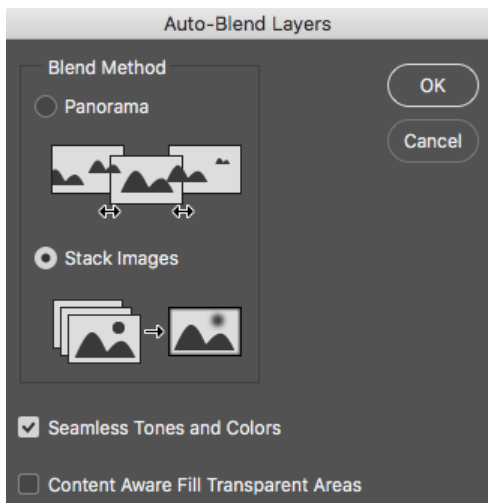 Auto-Blend Layers
Blend Method
Panorama
OK
Cancel
Stack Images
Seamless Tones and Colors
Content Aware Fill Transparent Areas